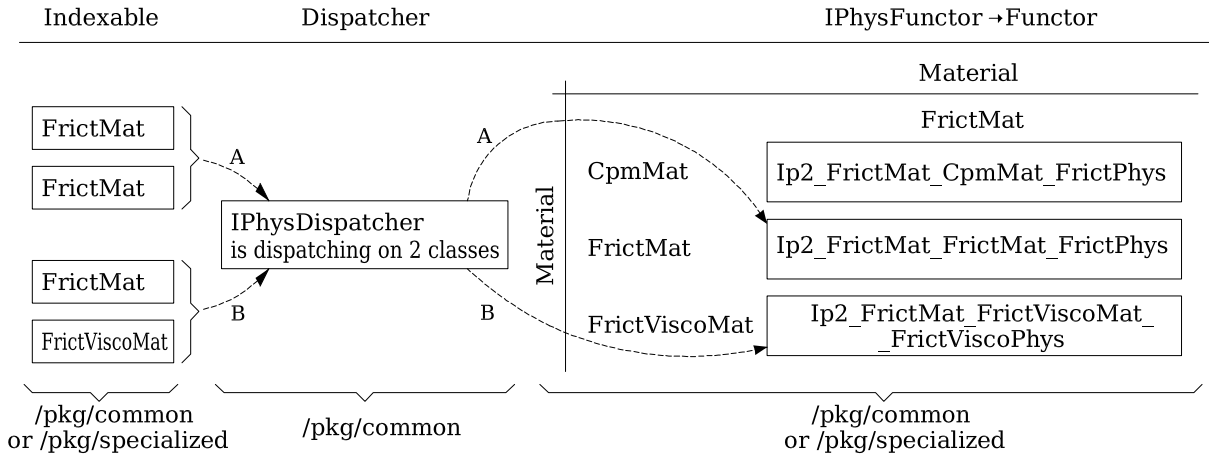 Indexable
Dispatcher
IPhysFunctor → Functor
Material
FrictMat
FrictMat
FrictMat
A
IPhysDispatcher
is dispatching on 2 classes
FrictMat
FrictViscoMat
B
A
B
Material
CpmMat
Ip2_FrictMat_CpmMat_FrictPhys
FrictMat
Ip2_FrictMat_FrictMat_FrictPhys
FrictViscoMat
Ip2_FrictMat_FrictViscoMat_
_FrictViscoPhys
/pkg/common
or /pkg/specialized
/pkg/common
/pkg/common
or /pkg/specialized